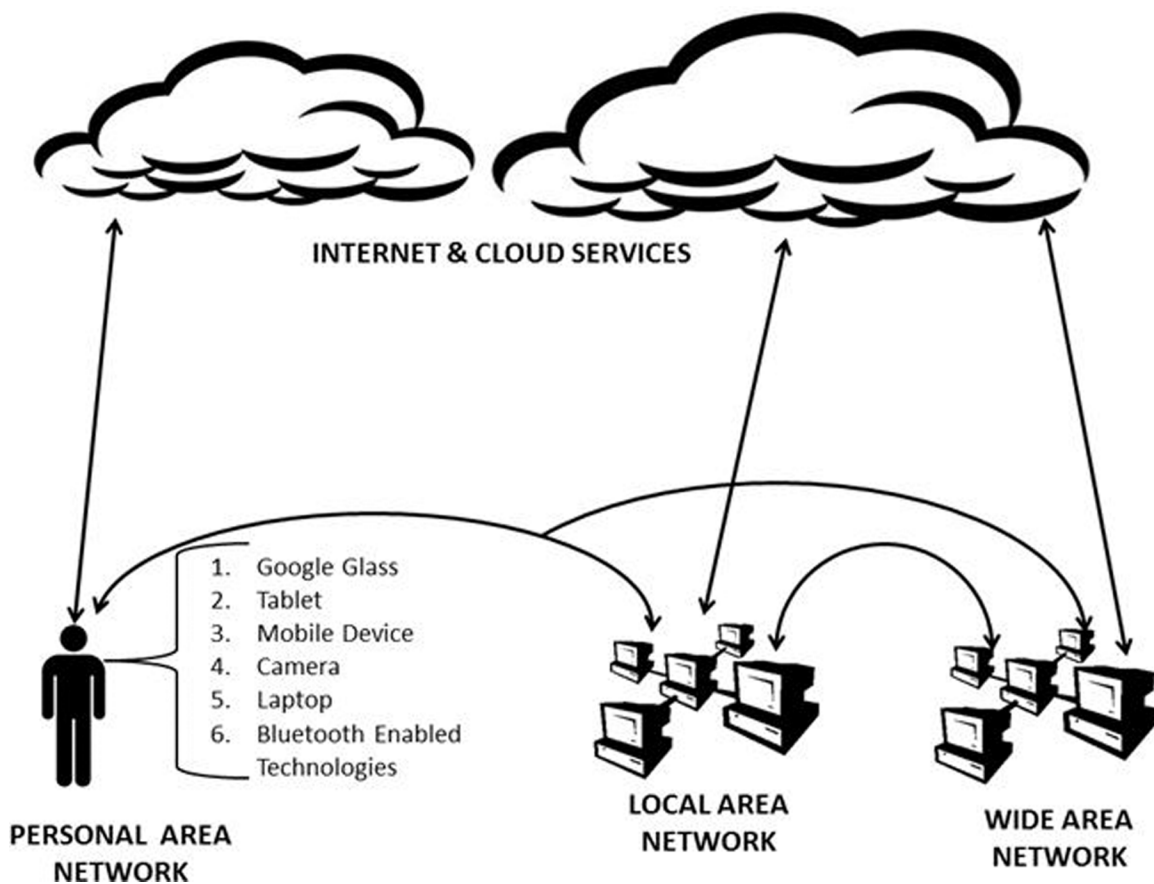 INTERNET & CLOUD SERVICES
1. Google Glass
2. Tablet
3. Mobile Device
4. Camera
5. Laptop
6. Bluetooth Enabled
Technologies
PERSONAL AREA
NETWORK
LOCAL AREA
NETWORK
WIDE AREA
NETWORK